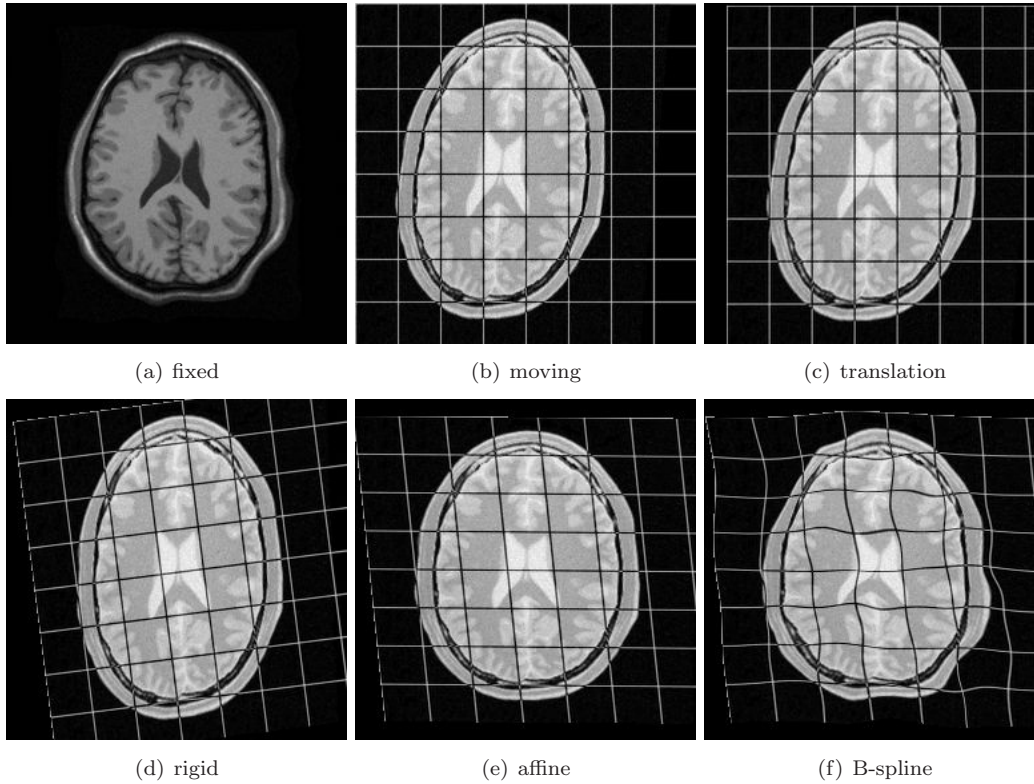 (a) fixed
(b) moving
(c) translation
(d) rigid
(e) affine
(f) B-spline